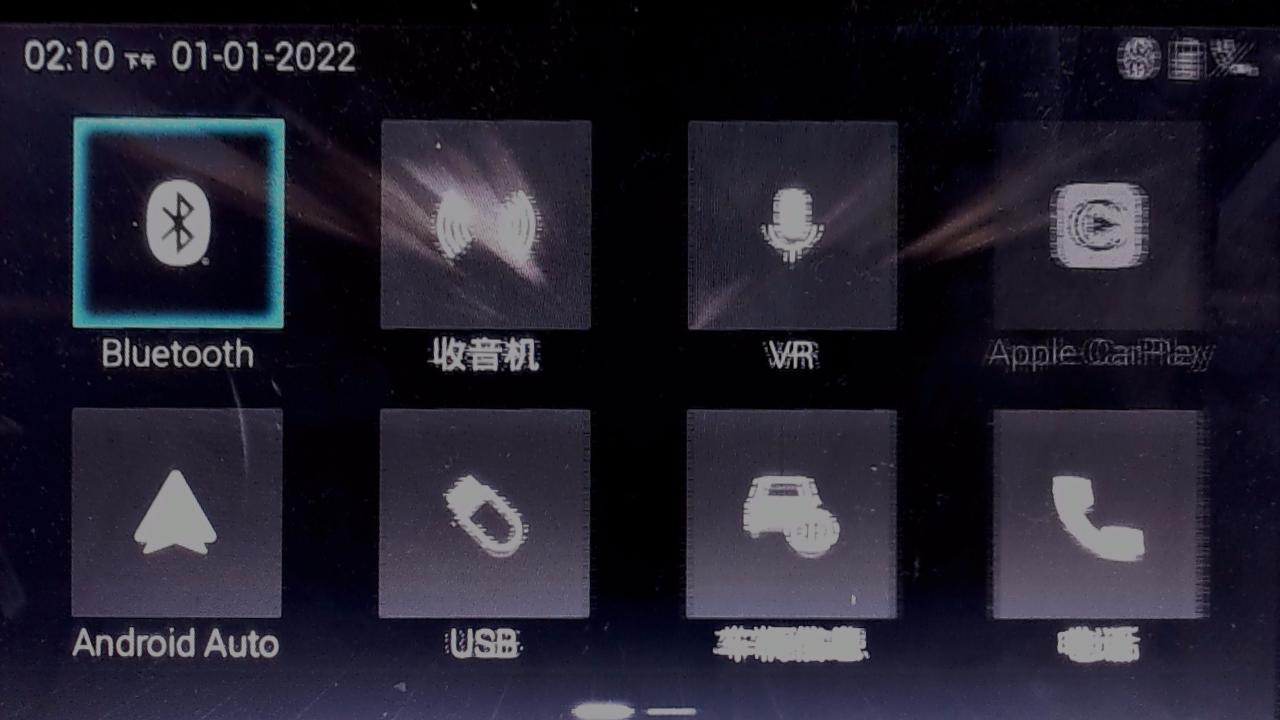 02:10 下午 01-01-2022
Bluetooth
收音机
VR
Apple CarPlay
Android Auto
USB
电话